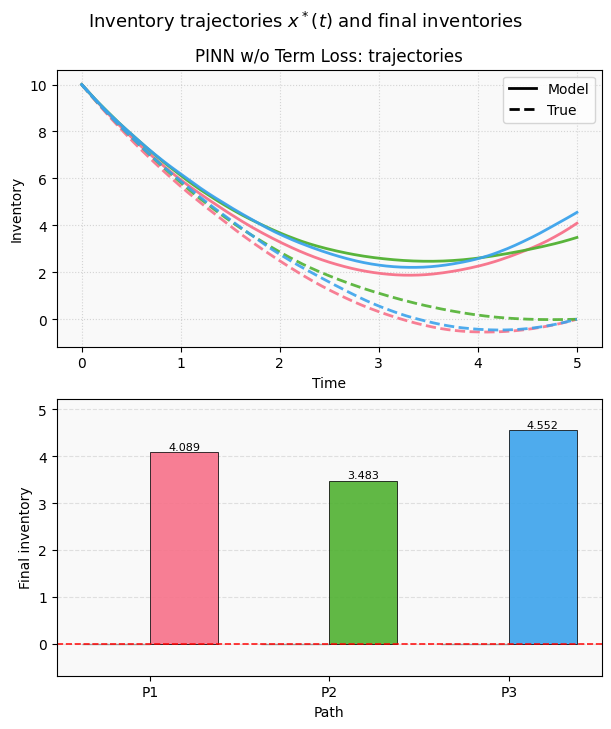 Inventory trajectories x*(t) and final inventories
PINN w/o Term Loss: trajectories
Model
True
Inventory
10
8
6
4
2
0
0 1 2 3 4 5
Time
Final inventory
5
4
3
2
1
0
4.089
3.483
4.552
P1 P2 P3
Path